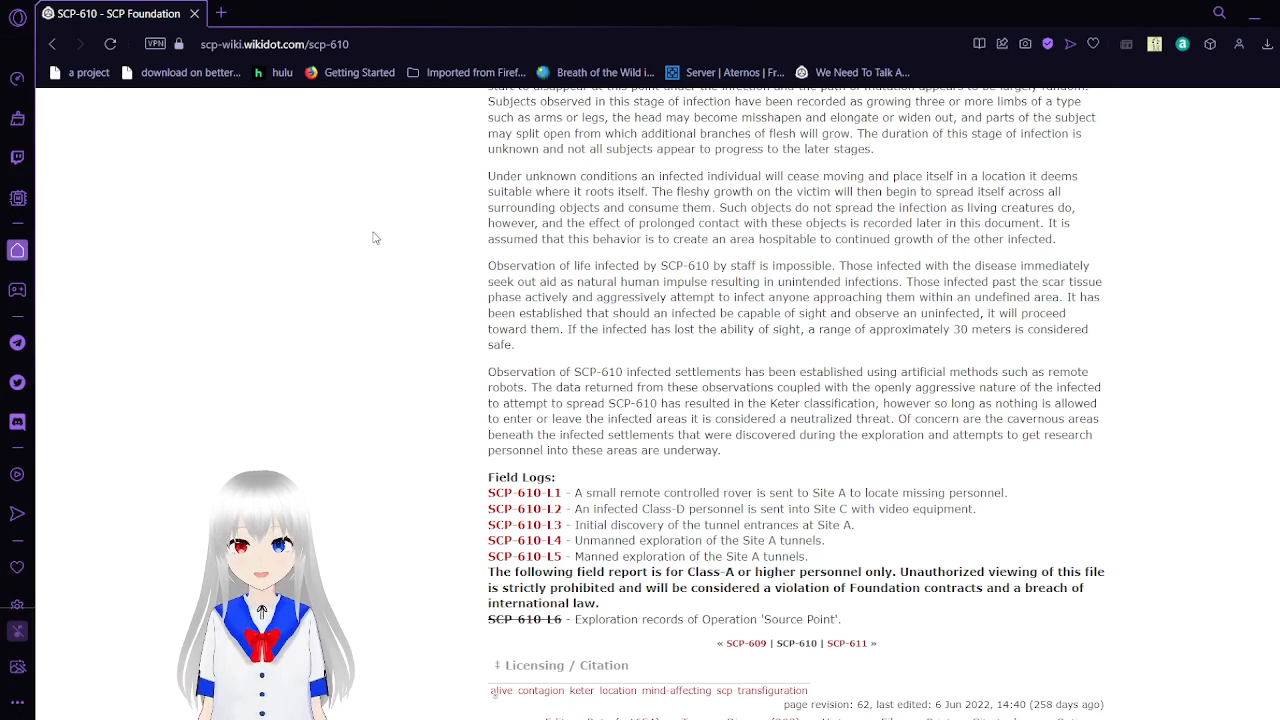 SCP-610 - SCP Foundation
VPN
scp-wiki.wikidot.com/scp-610
a project
download on better...
hulu
Getting Started
Imported from Firef...
Breath of the Wild i...
Server | Aternos | Fr...
We Need To Talk A...
start to disappear at this point under the infection and the path of mutation appears to be largely random.
Subjects observed in this stage of infection have been recorded as growing three or more limbs of a type
such as arms or legs, the head may become misshapen and elongate or widen out, and parts of the subject
may split open from which additional branches of flesh will grow. The duration of this stage of infection is
unknown and not all subjects appear to progress to the later stages.
Under unknown conditions an infected individual will cease moving and place itself in a location it deems
suitable where it roots itself. The fleshy growth on the victim will then begin to spread itself across all
surrounding objects and consume them. Such objects do not spread the infection as living creatures do,
however, and the effect of prolonged contact with these objects is recorded later in this document. It is
assumed that this behavior is to create an area hospitable to continued growth of the other infected.
Observation of life infected by SCP-610 by staff is impossible. Those infected with the disease immediately
seek out aid as natural human impulse resulting in unintended infections. Those infected past the scar tissue
phase actively and aggressively attempt to infect anyone approaching them within an undefined area. It has
been established that should an infected be capable of sight and observe an uninfected, it will proceed
toward them. If the infected has lost the ability of sight, a range of approximately 30 meters is considered
safe.
Observation of SCP-610 infected settlements has been established using artificial methods such as remote
robots. The data returned from these observations coupled with the openly aggressive nature of the infected
to attempt to spread SCP-610 has resulted in the Keter classification, however so long as nothing is allowed
to enter or leave the infected areas it is considered a neutralized threat. Of concern are the cavernous areas
beneath the infected settlements that were discovered during the exploration and attempts to get research
personnel into these areas are underway.
Field Logs:
SCP-610-L1 - A small remote controlled rover is sent to Site A to locate missing personnel.
SCP-610-L2 - An infected Class-D personnel is sent into Site C with video equipment.
SCP-610-L3 - Initial discovery of the tunnel entrances at Site A.
SCP-610-L4 - Unmanned exploration of the Site A tunnels.
SCP-610-L5 - Manned exploration of the Site A tunnels.
The following field report is for Class-A or higher personnel only. Unauthorized viewing of this file
is strictly prohibited and will be considered a violation of Foundation contracts and a breach of
international law.
SCP-610-L6 - Exploration records of Operation 'Source Point'.
« SCP-609 | SCP-610 | SCP-611 »
‡ Licensing / Citation
alive contagion keter location mind-affecting scp transfiguration
page revision: 62, last edited: 6 Jun 2022, 14:40 (258 days ago)